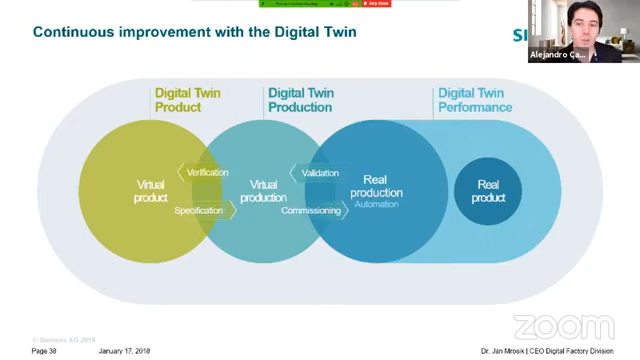 Continuous improvement with the Digital Twin
Alejandro Ca...
Digital Twin
Product
Digital Twin
Production
Digital Twin
Performance
Verification
Validation
Virtual
product
Virtual
production
Real
production
Automation
Real
product
Specification
Commissioning
© Siemens AG 2018
Page 38
January 17, 2018
Dr. Jan Mrosik | CEO Digital Factory Division
zoom